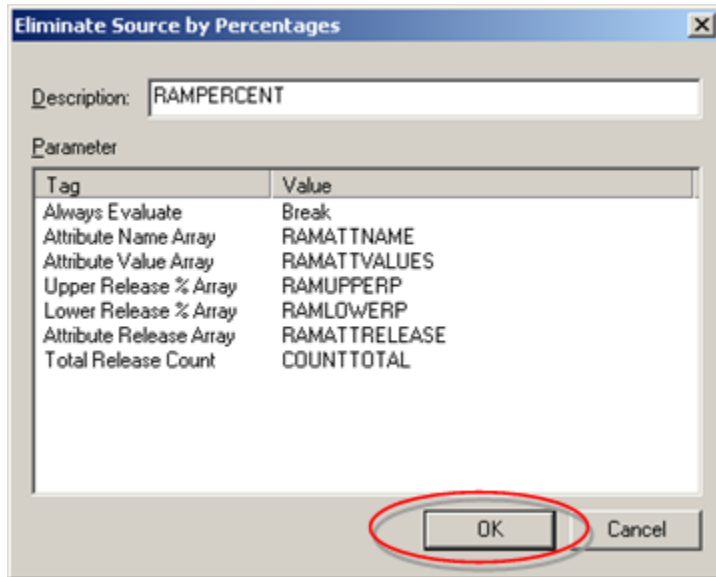 Eliminate Source by Percentages
Description: RAMPERCENT
Parameter
Tag Value
Always Evaluate Break
Attribute Name Array RAMATTNAME
Attribute Value Array RAMATTVALUES
Upper Release % Array RAMUPPERP
Lower Release % Array RAMLOWERP
Attribute Release Array RAMATTRELEASE
Total Release Count COUNTTOTAL
OK Cancel